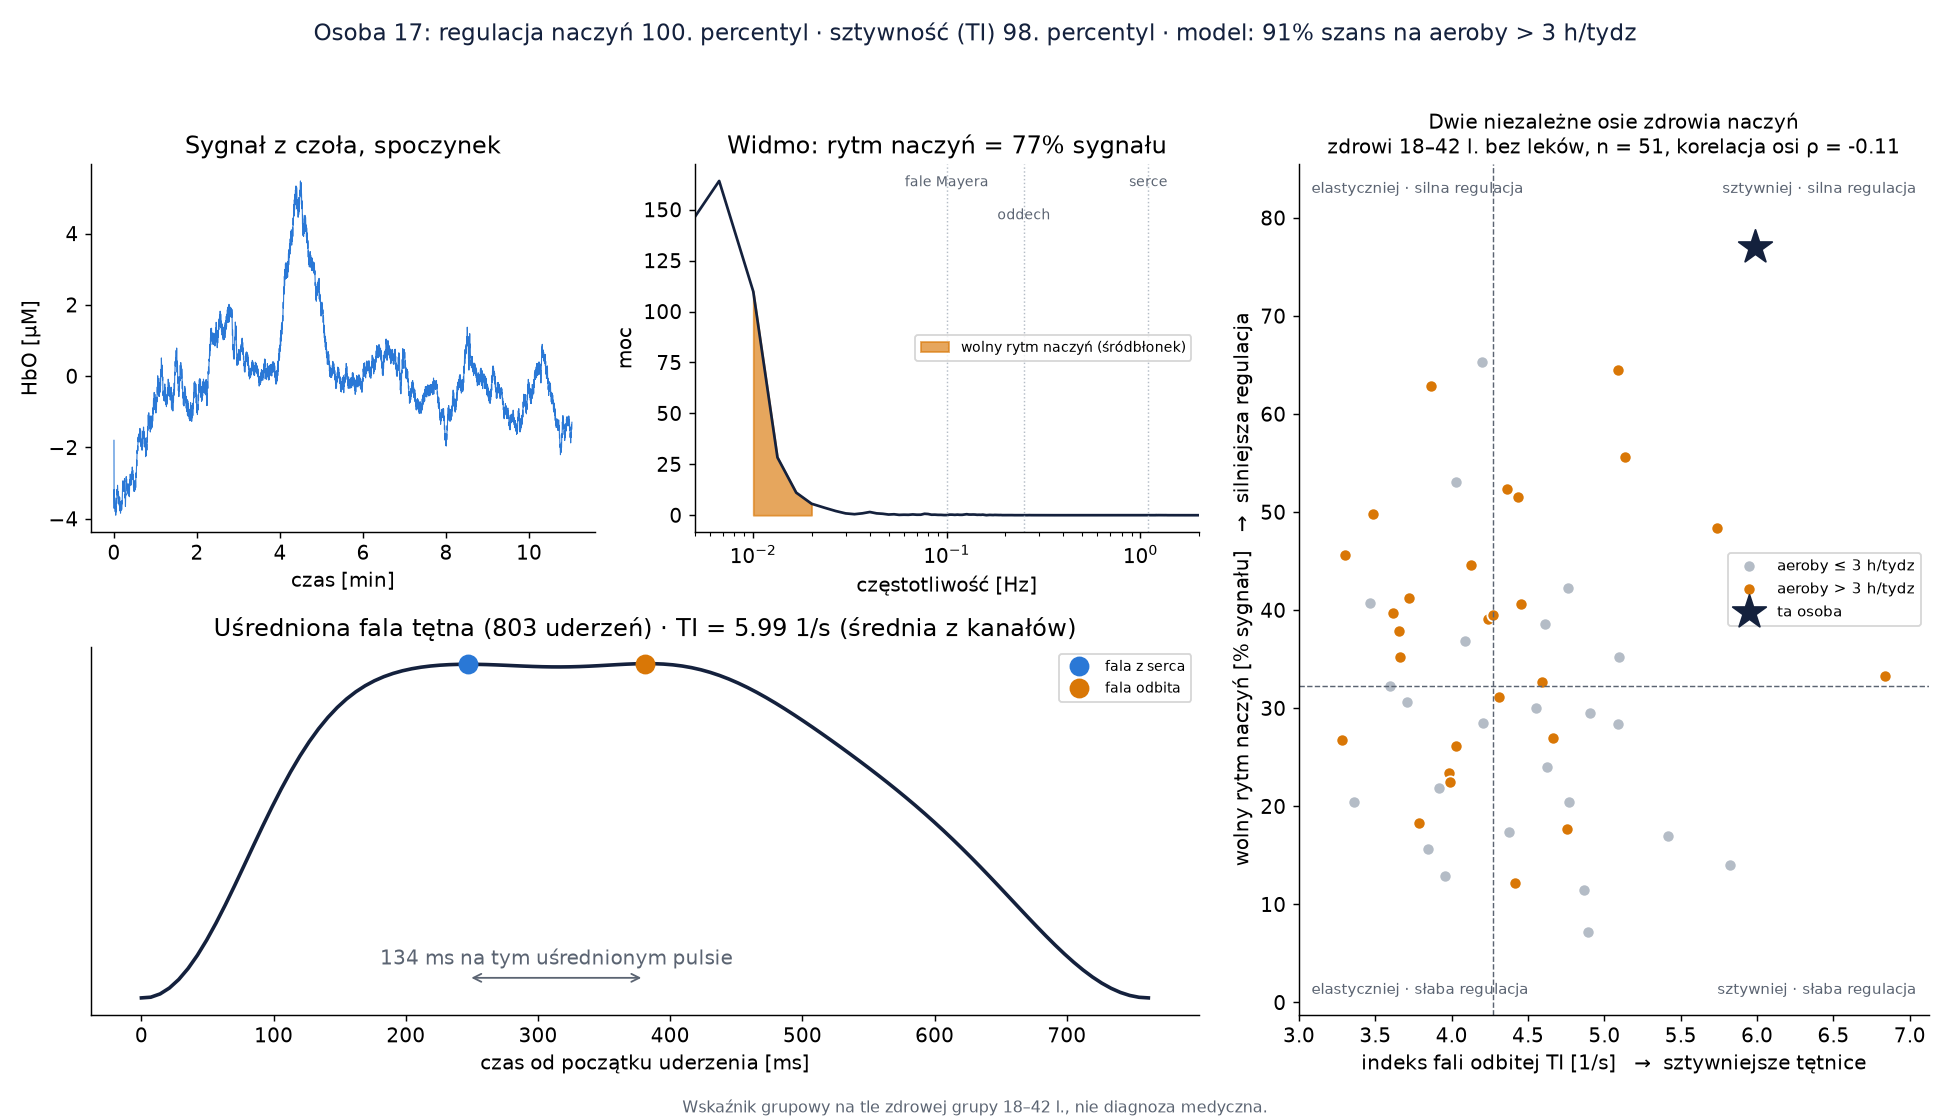 Osoba 17: regulacja naczyń 100. percentyl · sztywność (TI) 98. percentyl · model: 91% szans na aeroby > 3 h/tydz
Sygnał z czoła, spoczynek
HbO [µM]
4
2
0
−2
−4
0 2 4 6 8 10
czas [min]
Widmo: rytm naczyń = 77% sygnału
moc
150
125
100
75
50
25
0
fale Mayera
oddech
serce
wolny rytm naczyń (śródbłonek)
10⁻² 10⁻¹ 10⁰
częstotliwość [Hz]
Uśredniona fala tętna (803 uderzeń) · TI = 5.99 1/s (średnia z kanałów)
fala z serca
fala odbita
134 ms na tym uśrednionym pulsie
0 100 200 300 400 500 600 700
czas od początku uderzenia [ms]
Dwie niezależne osie zdrowia naczyń
zdrowi 18–42 l. bez leków, n = 51, korelacja osi ρ = -0.11
elastyczniej · silna regulacja
sztywniej · silna regulacja
wolny rytm naczyń [% sygnału] → silniejsza regulacja
80
70
60
50
40
30
20
10
0
aeroby ≤ 3 h/tydz
aeroby > 3 h/tydz
ta osoba
elastyczniej · słaba regulacja
sztywniej · słaba regulacja
3.0 3.5 4.0 4.5 5.0 5.5 6.0 6.5 7.0
indeks fali odbitej TI [1/s] → sztywniejsze tętnice
Wskaźnik grupowy na tle zdrowej grupy 18–42 l., nie diagnoza medyczna.